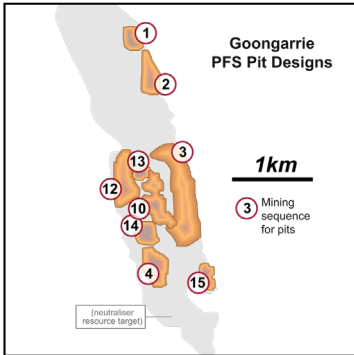 1
Goongarrie
PFS Pit Designs
2
3
13
1km
12
3 Mining
sequence
for pits
10
14
4
15
(neutraliser
resource target)